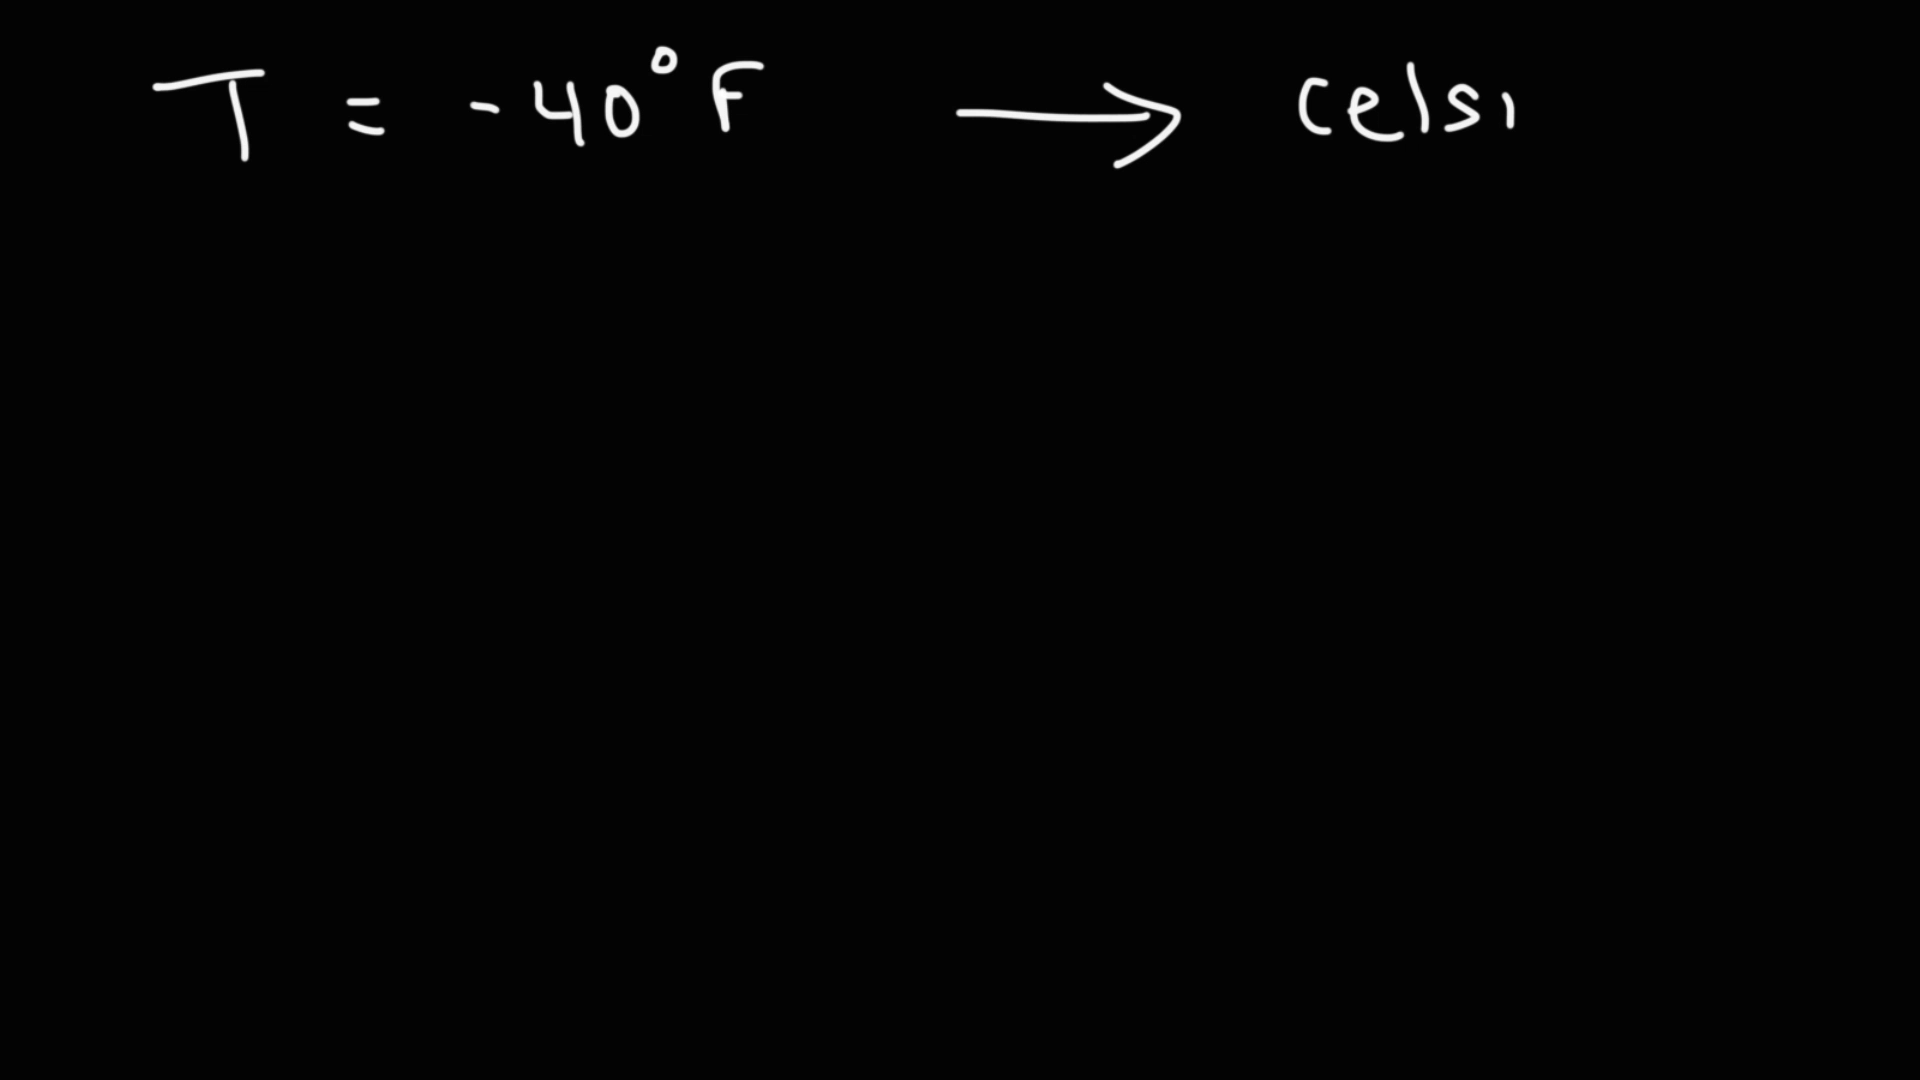 T = -40°F → Celsi